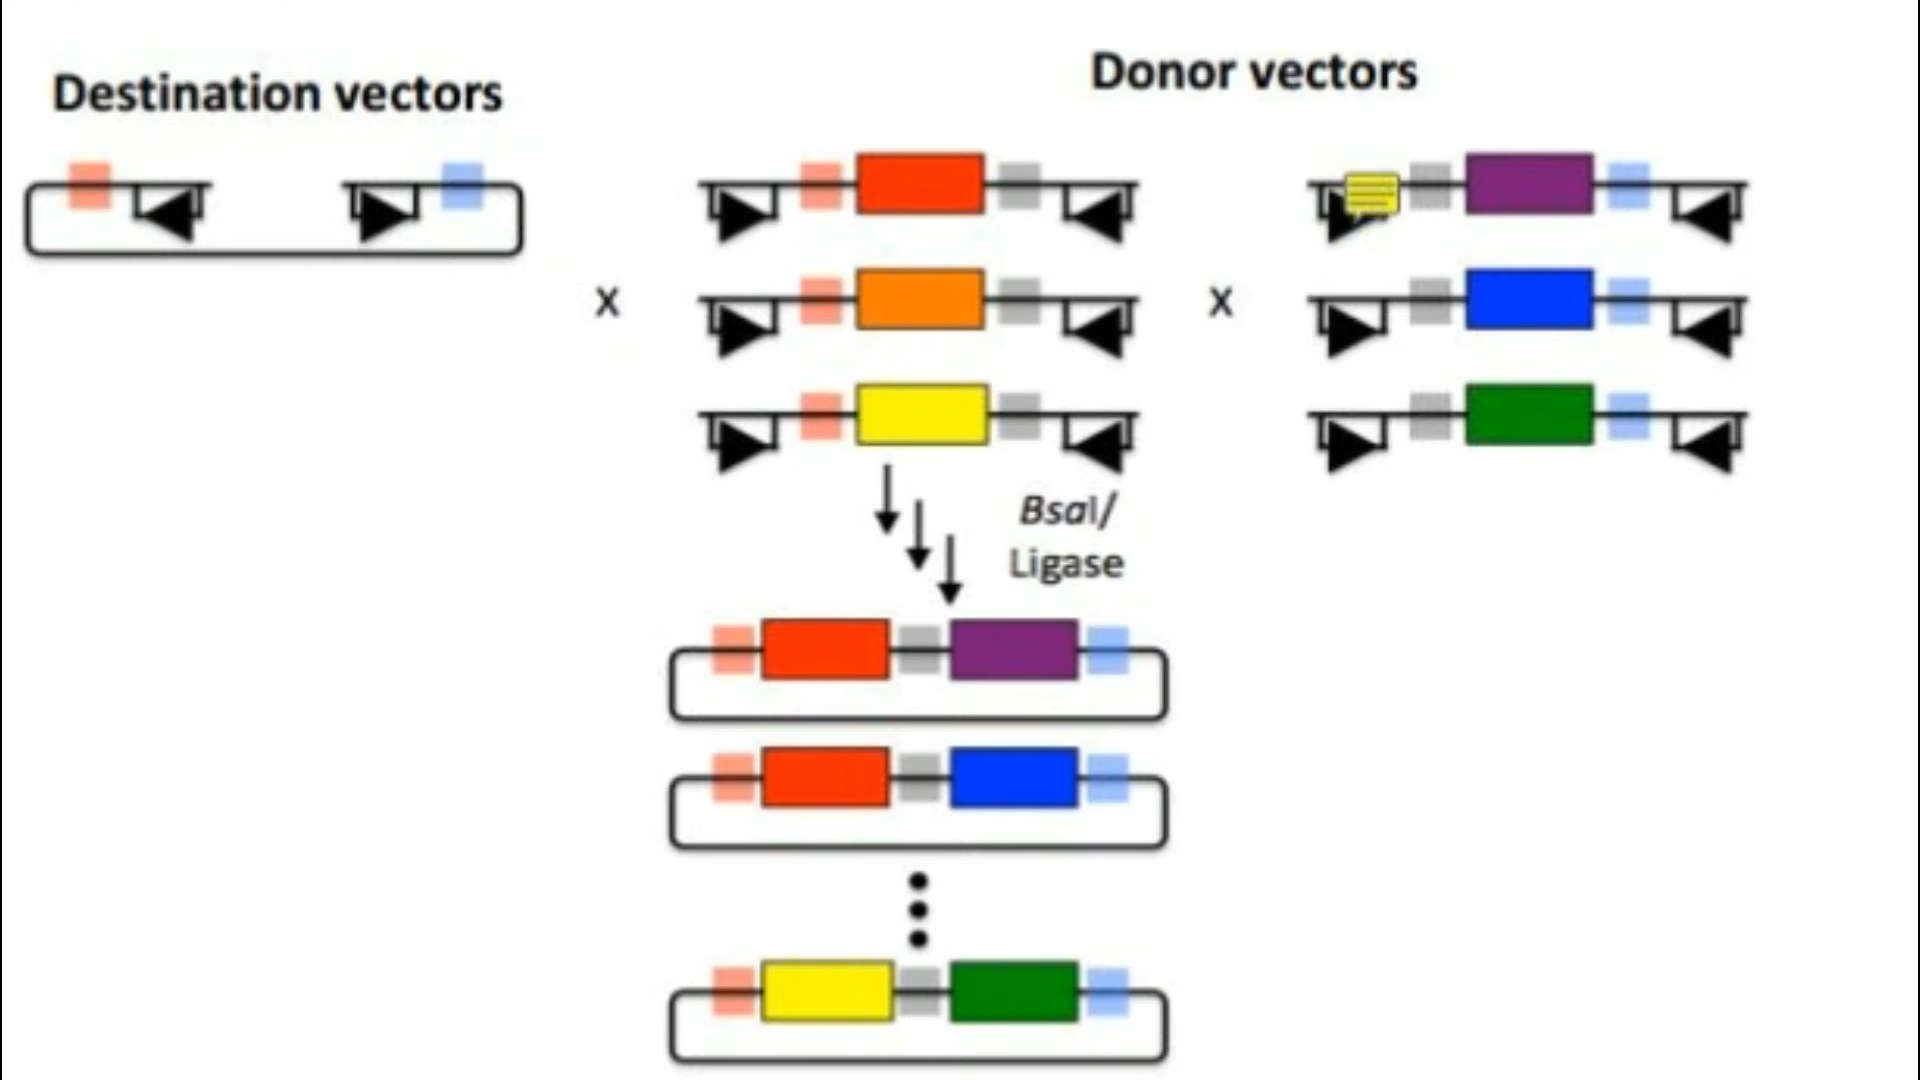 Destination vectors
Donor vectors
x
x
BsaI/
Ligase